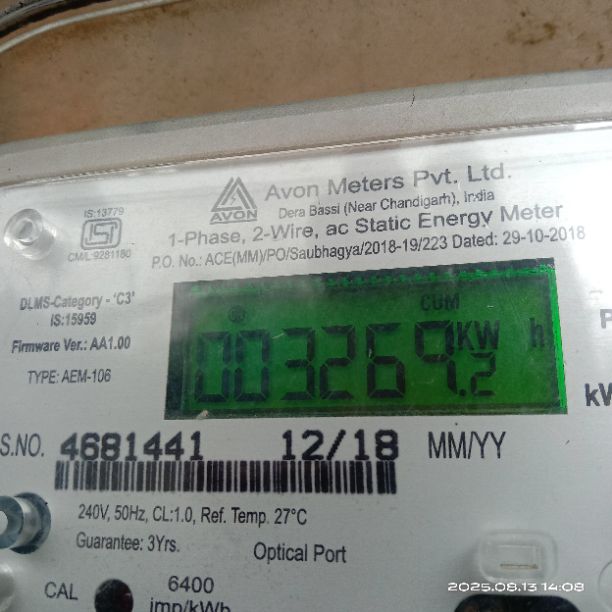 Avon Meters Pvt. Ltd.
AVON
Dera Bassi (Near Chandigarh), India
IS:13779
1-Phase, 2-Wire, ac Static Energy Meter
CM/L-9281180
P.O. No.: ACE(MM)/PO/Saubhagya/2018-19/223 Dated: 29-10-2018
DLMS-Category - 'C3'
IS:15959
Firmware Ver.: AA1.00
TYPE: AEM-106
CUM
003269.2 KW h
S.NO. 4681441 12/18 MM/YY
240V, 50Hz, CL:1.0, Ref. Temp. 27°C
Guarantee: 3Yrs. Optical Port
CAL 6400
imp/kWh
2025.08.13 14:08